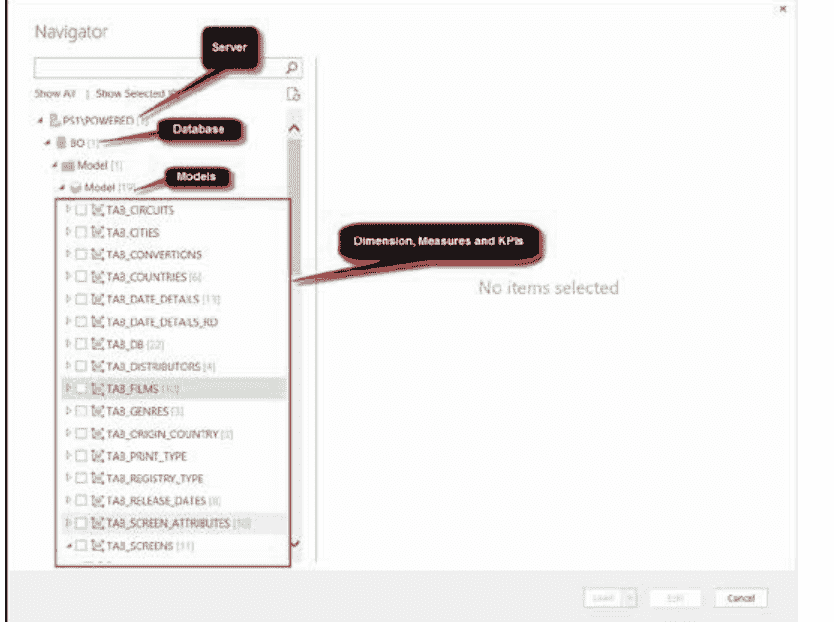 Navigator
Server
Show All | Show Selected
PS1\POWERED
Database
BO [1]
Model [1]
Models
Model [19]
TAB_CIRCUITS
TAB_CITIES
TAB_CONVERTIONS
Dimension, Measures and KPIs
TAB_COUNTRIES [6]
No items selected
TAB_DATE_DETAILS [13]
TAB_DATE_DETAILS_RD
TAB_DB [22]
TAB_DISTRIBUTORS [4]
TAB_FILMS
TAB_GENRES [3]
TAB_ORIGIN_COUNTRY
TAB_PRINT_TYPE
TAB_REGISTRY_TYPE
TAB_RELEASE_DATES [8]
TAB_SCREEN_ATTRIBUTES [10]
TAB_SCREENS [11]
Load
Edit
Cancel